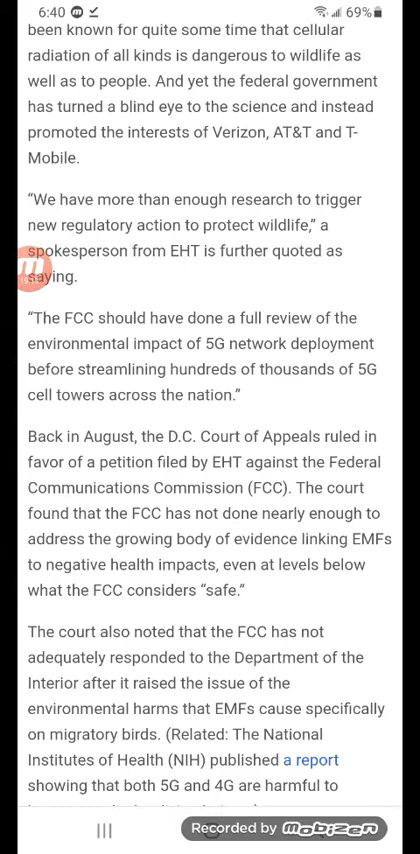 6:40 69%
been known for quite some time that cellular
radiation of all kinds is dangerous to wildlife as
well as to people. And yet the federal government
has turned a blind eye to the science and instead
promoted the interests of Verizon, AT&T and T-
Mobile.
“We have more than enough research to trigger
new regulatory action to protect wildlife,” a
spokesperson from EHT is further quoted as
saying.
“The FCC should have done a full review of the
environmental impact of 5G network deployment
before streamlining hundreds of thousands of 5G
cell towers across the nation.”
Back in August, the D.C. Court of Appeals ruled in
favor of a petition filed by EHT against the Federal
Communications Commission (FCC). The court
found that the FCC has not done nearly enough to
address the growing body of evidence linking EMFs
to negative health impacts, even at levels below
what the FCC considers “safe.”
The court also noted that the FCC has not
adequately responded to the Department of the
Interior after it raised the issue of the
environmental harms that EMFs cause specifically
on migratory birds. (Related: The National
Institutes of Health (NIH) published a report
showing that both 5G and 4G are harmful to
Recorded by mobizen